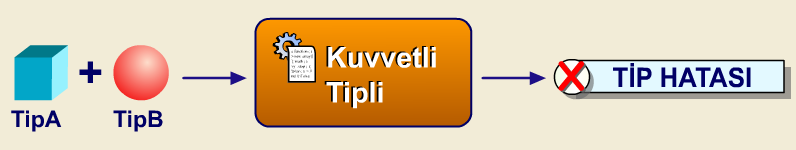 TipA + TipB
Kuvvetli
Tipli
TİP HATASI